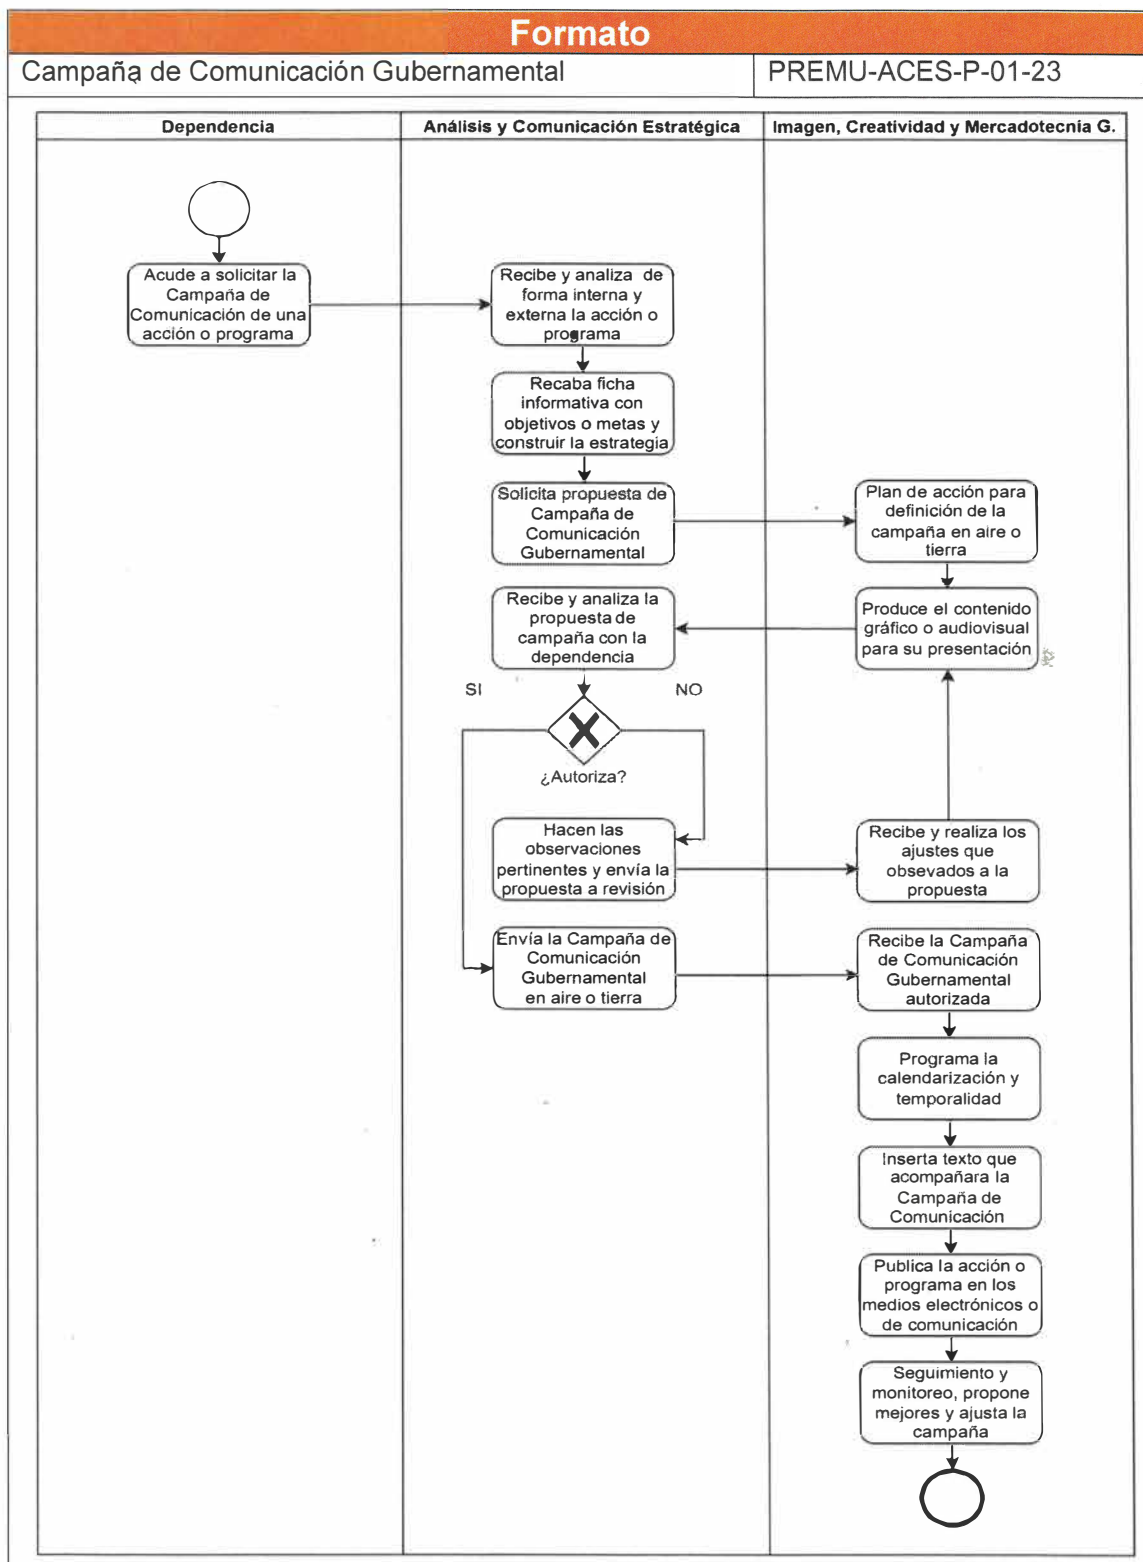 Formato
Campaña de Comunicación Gubernamental
PREMU-ACES-P-01-23
Dependencia
Análisis y Comunicación Estratégica
Imagen, Creatividad y Mercadotecnía G.
Acude a solicitar la
Campaña de
Comunicación de una
acción o programa
Recibe y analiza de
forma interna y
externa la acción o
programa
Recaba ficha
informativa con
objetivos o metas y
construir la estrategia
Solicita propuesta de
Campaña de
Comunicación
Gubernamental
Plan de acción para
definición de la
campaña en aire o
tierra
Produce el contenido
gráfico o audiovisual
para su presentación
Recibe y analiza la
propuesta de
campaña con la
dependencia
SI
NO
¿Autoriza?
Hacen las
observaciones
pertinentes y envía la
propuesta a revisión
Recibe y realiza los
ajustes que
obsevados a la
propuesta
Envía la Campaña de
Comunicación
Gubernamental
en aire o tierra
Recibe la Campaña
de Comunicación
Gubernamental
autorizada
Programa la
calendarización y
temporalidad
Inserta texto que
acompañara la
Campaña de
Comunicación
Publica la acción o
programa en los
medios electrónicos o
de comunicación
Seguimiento y
monitoreo, propone
mejores y ajusta la
campaña